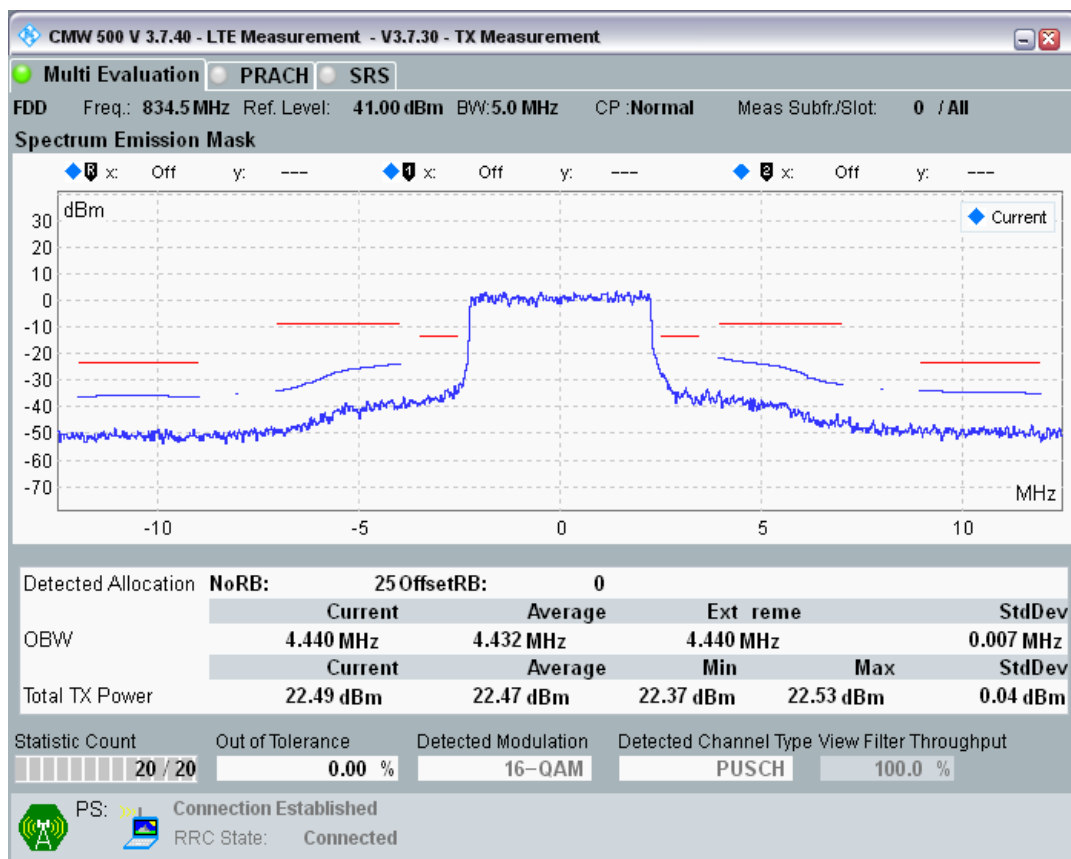 CMW 500 V 3.7.40 - LTE Measurement - V3.7.30 - TX Measurement
Multi Evaluation PRACH SRS
FDD Freq.: 834.5 MHz Ref. Level: 41.00 dBm BW:5.0 MHz CP :Normal Meas Subfr./Slot: 0 / All
Spectrum Emission Mask
R x: Off y: --- 1 x: Off y: --- 2 x: Off y: ---
dBm
Current
30
20
10
0
-10
-20
-30
-40
-50
-60
-70
MHz
-10 -5 0 5 10
Detected Allocation NoRB: 25 OffsetRB: 0
Current Average Ext reme StdDev
OBW 4.440 MHz 4.432 MHz 4.440 MHz 0.007 MHz
Current Average Min Max StdDev
Total TX Power 22.49 dBm 22.47 dBm 22.37 dBm 22.53 dBm 0.04 dBm
Statistic Count Out of Tolerance Detected Modulation Detected Channel Type View Filter Throughput
20 / 20 0.00 % 16-QAM PUSCH 100.0 %
PS: Connection Established
RRC State: Connected